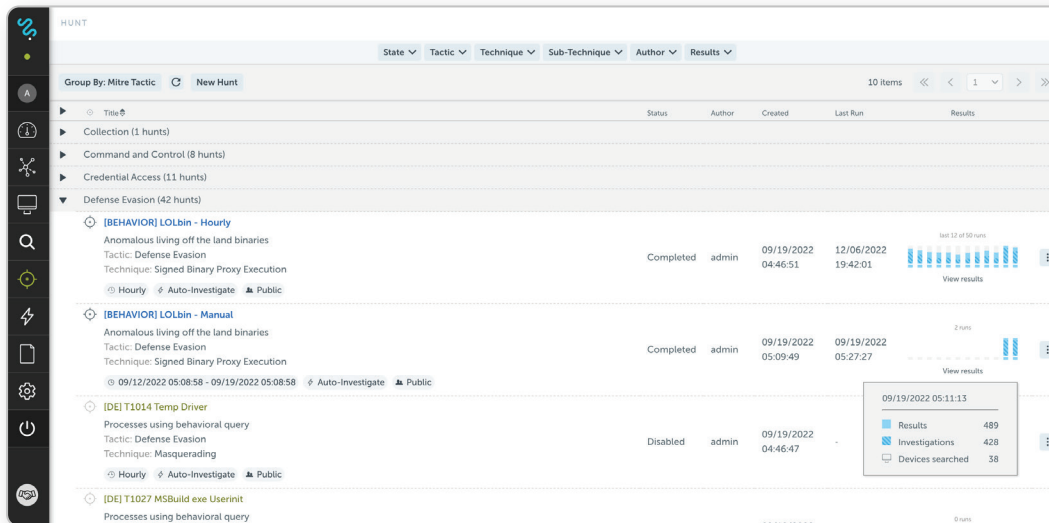 HUNT
State Tactic Technique Sub-Technique Author Results
Group By: Mitre Tactic New Hunt 10 items 1
A
Title Status Author Created Last Run Results
Collection (1 hunts)
Command and Control (8 hunts)
Credential Access (11 hunts)
Defense Evasion (42 hunts)
[BEHAVIOR] LOLbin - Hourly
Anomalous living off the land binaries
Tactic: Defense Evasion
Technique: Signed Binary Proxy Execution
Hourly Auto-Investigate Public
Completed admin 09/19/2022 04:46:51 12/06/2022 19:42:01
last 12 of 50 runs
View results
[BEHAVIOR] LOLbin - Manual
Anomalous living off the land binaries
Tactic: Defense Evasion
Technique: Signed Binary Proxy Execution
09/12/2022 05:08:58 - 09/19/2022 05:08:58 Auto-Investigate Public
Completed admin 09/19/2022 05:09:49 09/19/2022 05:27:27
2 runs
View results
[DE] T1014 Temp Driver
Processes using behavioral query
Tactic: Defense Evasion
Technique: Masquerading
Hourly Auto-Investigate Public
Disabled admin 09/19/2022 04:46:47 -
09/19/2022 05:11:13
Results 489
Investigations 428
Devices searched 38
[DE] T1027 MSBuild exe Userinit
Processes using behavioral query
0 runs